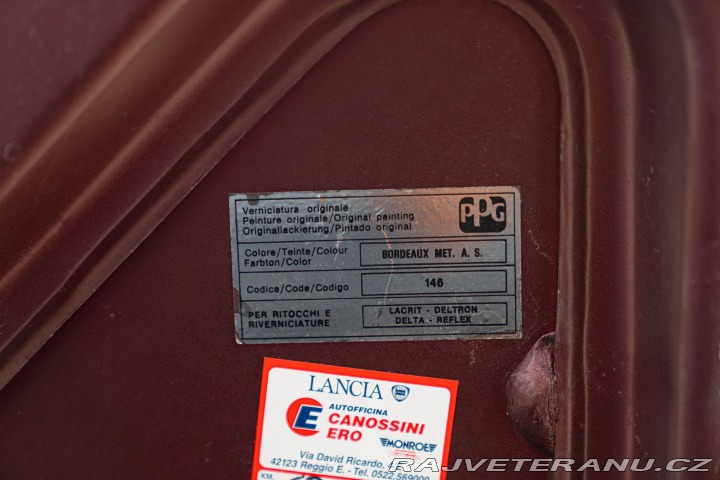 Verniciatura originale
Peinture originale/Original painting
Originallackierung/Pintado original
PPG
Colore/Teinte/Colour
Farbton/Color
BORDEAUX MET. A. S.
Codice/Code/Codigo
146
PER RITOCCHI E
RIVERNICIATURE
LACRIT - DELTRON
DELTA - REFLEX
LANCIA
AUTOFFICINA
CANOSSINI
ERO
MONROE
Via David Ricardo,
42123 Reggio E. - Tel. 0522.569000
KM.
RAJVETERANU.CZ